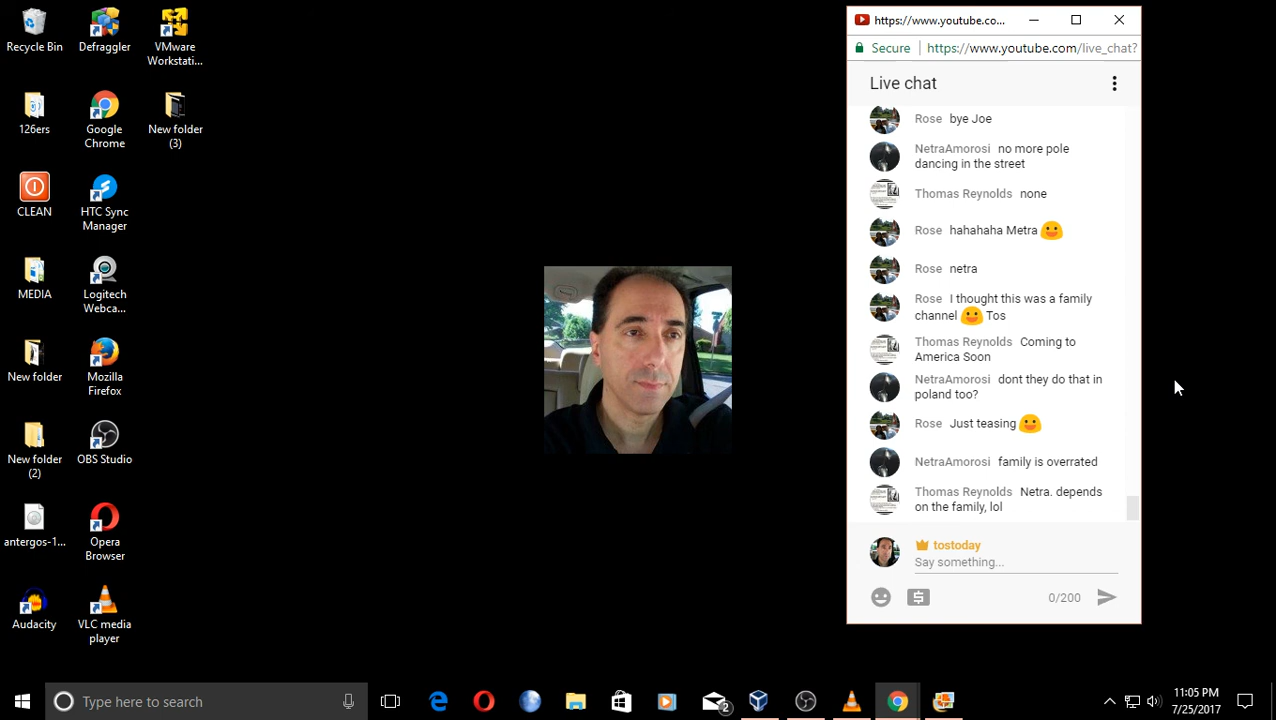 Recycle Bin
Defraggler
VMware
Workstati...
126ers
Google
Chrome
New folder
(3)
CLEAN
HTC Sync
Manager
MEDIA
Logitech
Webca...
New folder
Mozilla
Firefox
New folder
(2)
OBS Studio
antergos-1...
Opera
Browser
Audacity
VLC media
player
https://www.youtube.co...
Secure https://www.youtube.com/live_chat?
Live chat
Rose bye Joe
NetraAmorosi no more pole
dancing in the street
Thomas Reynolds none
Rose hahahaha Metra
Rose netra
Rose I thought this was a family
channel Tos
Thomas Reynolds Coming to
America Soon
NetraAmorosi dont they do that in
poland too?
Rose Just teasing
NetraAmorosi family is overrated
Thomas Reynolds Netra. depends
on the family, lol
tostoday
Say something...
0/200
Type here to search
2
11:05 PM
7/25/2017